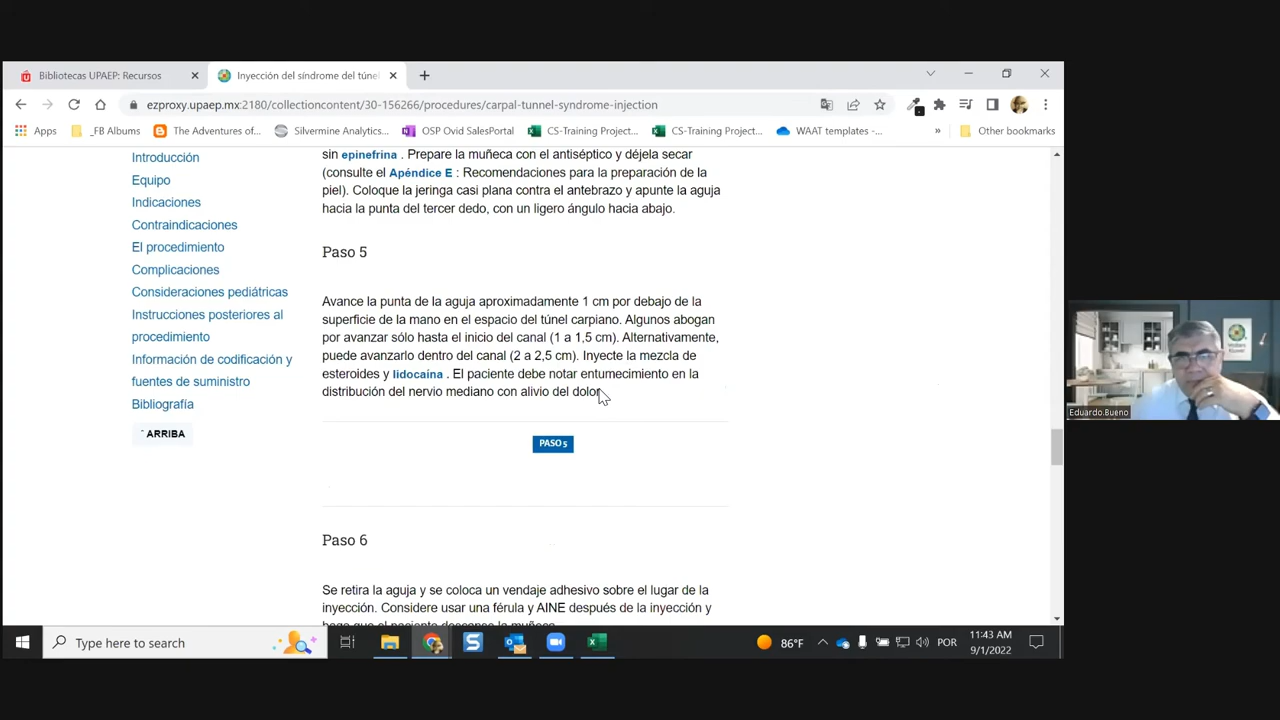 Bibliotecas UPAEP: Recursos
Inyección del síndrome del túnel
ezproxy.upaep.mx:2180/collectioncontent/30-156266/procedures/carpal-tunnel-syndrome-injection
Apps
_FB Albums
The Adventures of...
Silvermine Analytics...
OSP Ovid SalesPortal
CS-Training Project...
CS-Training Project...
WAAT templates -...
»
Other bookmarks
Introducción
Equipo
Indicaciones
Contraindicaciones
El procedimiento
Complicaciones
Consideraciones pediátricas
Instrucciones posteriores al
procedimiento
Información de codificación y
fuentes de suministro
Bibliografía
ARRIBA
sin epinefrina . Prepare la muñeca con el antiséptico y déjela secar
(consulte el Apéndice E : Recomendaciones para la preparación de la
piel). Coloque la jeringa casi plana contra el antebrazo y apunte la aguja
hacia la punta del tercer dedo, con un ligero ángulo hacia abajo.
Paso 5
Avance la punta de la aguja aproximadamente 1 cm por debajo de la
superficie de la mano en el espacio del túnel carpiano. Algunos abogan
por avanzar sólo hasta el inicio del canal (1 a 1,5 cm). Alternativamente,
puede avanzarlo dentro del canal (2 a 2,5 cm). Inyecte la mezcla de
esteroides y lidocaína . El paciente debe notar entumecimiento en la
distribución del nervio mediano con alivio del dolor.
PASO 5
Paso 6
Se retira la aguja y se coloca un vendaje adhesivo sobre el lugar de la
inyección. Considere usar una férula y AINE después de la inyección y
haga que el paciente descanse la muñeca.
Wolters Kluwer
Eduardo.Bueno
Type here to search
86°F
POR
11:43 AM
9/1/2022